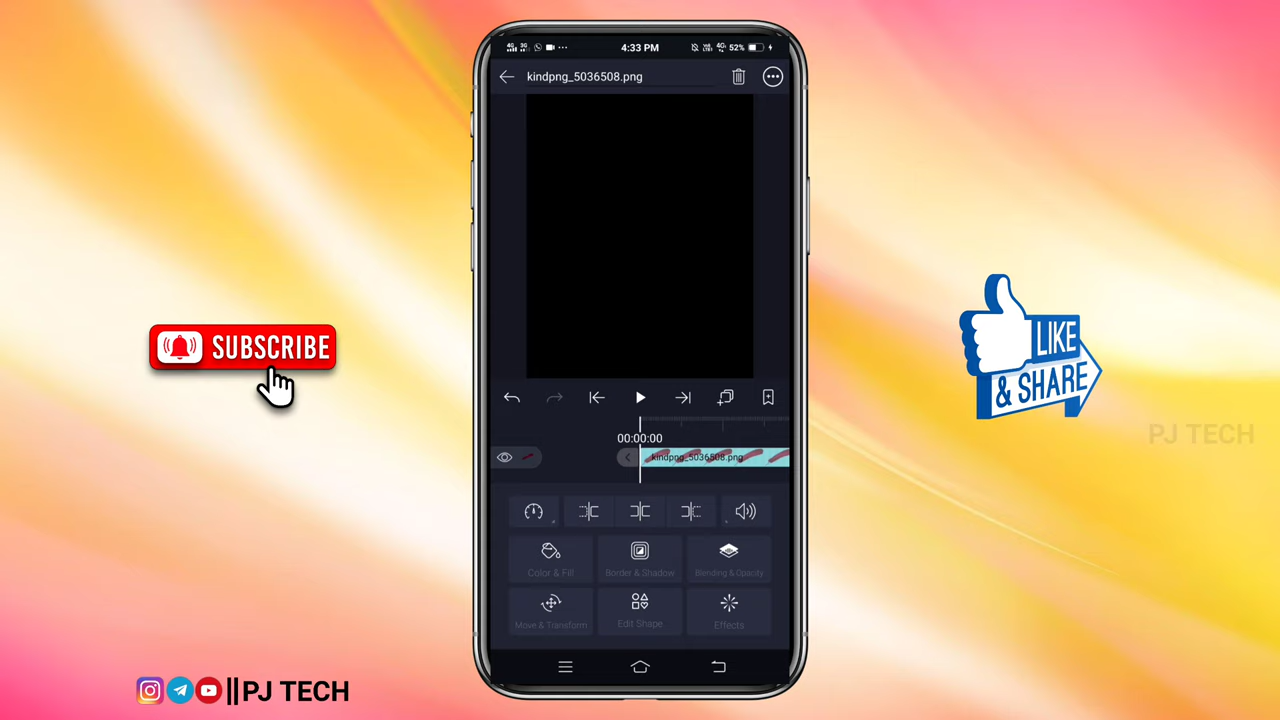 4:33 PM
52%
kindpng_5036508.png
SUBSCRIBE
LIKE
& SHARE
PJ TECH
00:00:00
kindpng_5036508.png
Color & Fill
Border & Shadow
Blending & Opacity
Move & Transform
Edit Shape
Effects
||PJ TECH